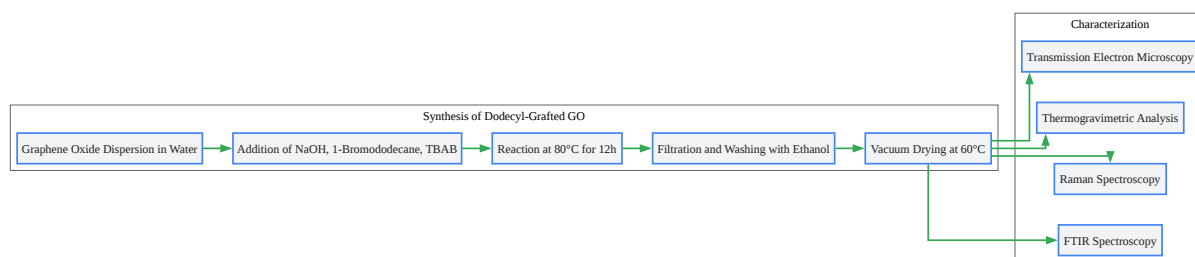 Characterization
Transmission Electron Microscopy
Synthesis of Dodecyl-Grafted GO
Thermogravimetric Analysis
Graphene Oxide Dispersion in Water
Addition of NaOH, 1-Bromododecane, TBAB
Reaction at 80°C for 12h
Filtration and Washing with Ethanol
Vacuum Drying at 60°C
Raman Spectroscopy
FTIR Spectroscopy